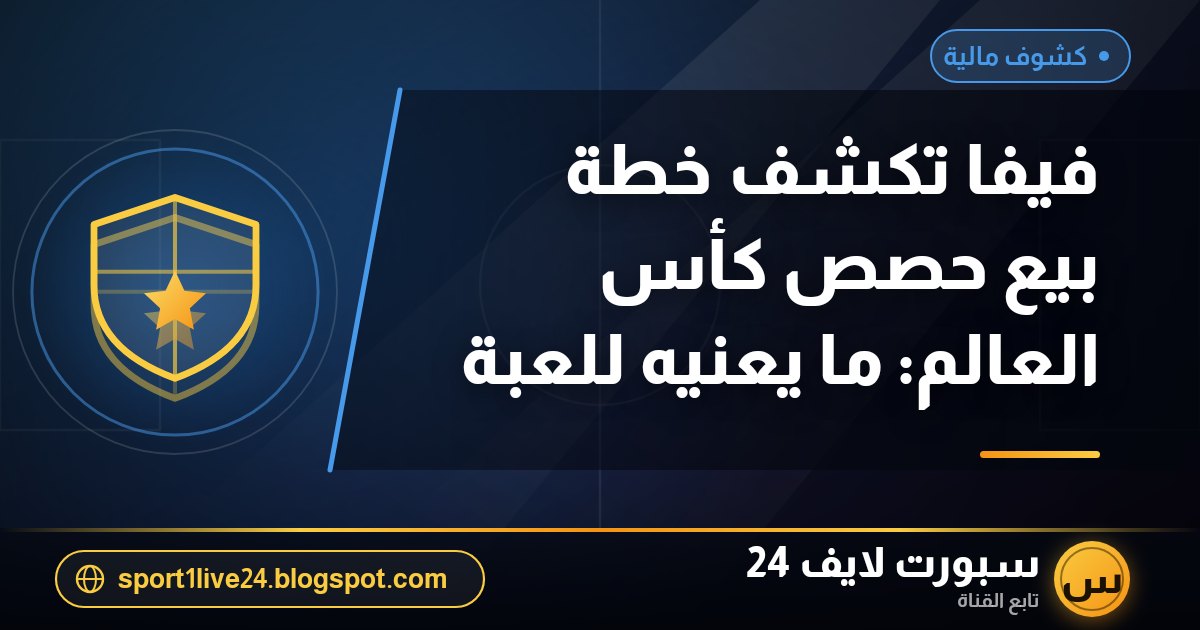 كشوف مالية
فيفا تكشف خطة
بيع حصص كأس
العالم: ما يعنيه للعبة
سبورت لايف 24
تابع القناة
س
sport1live24.blogspot.com